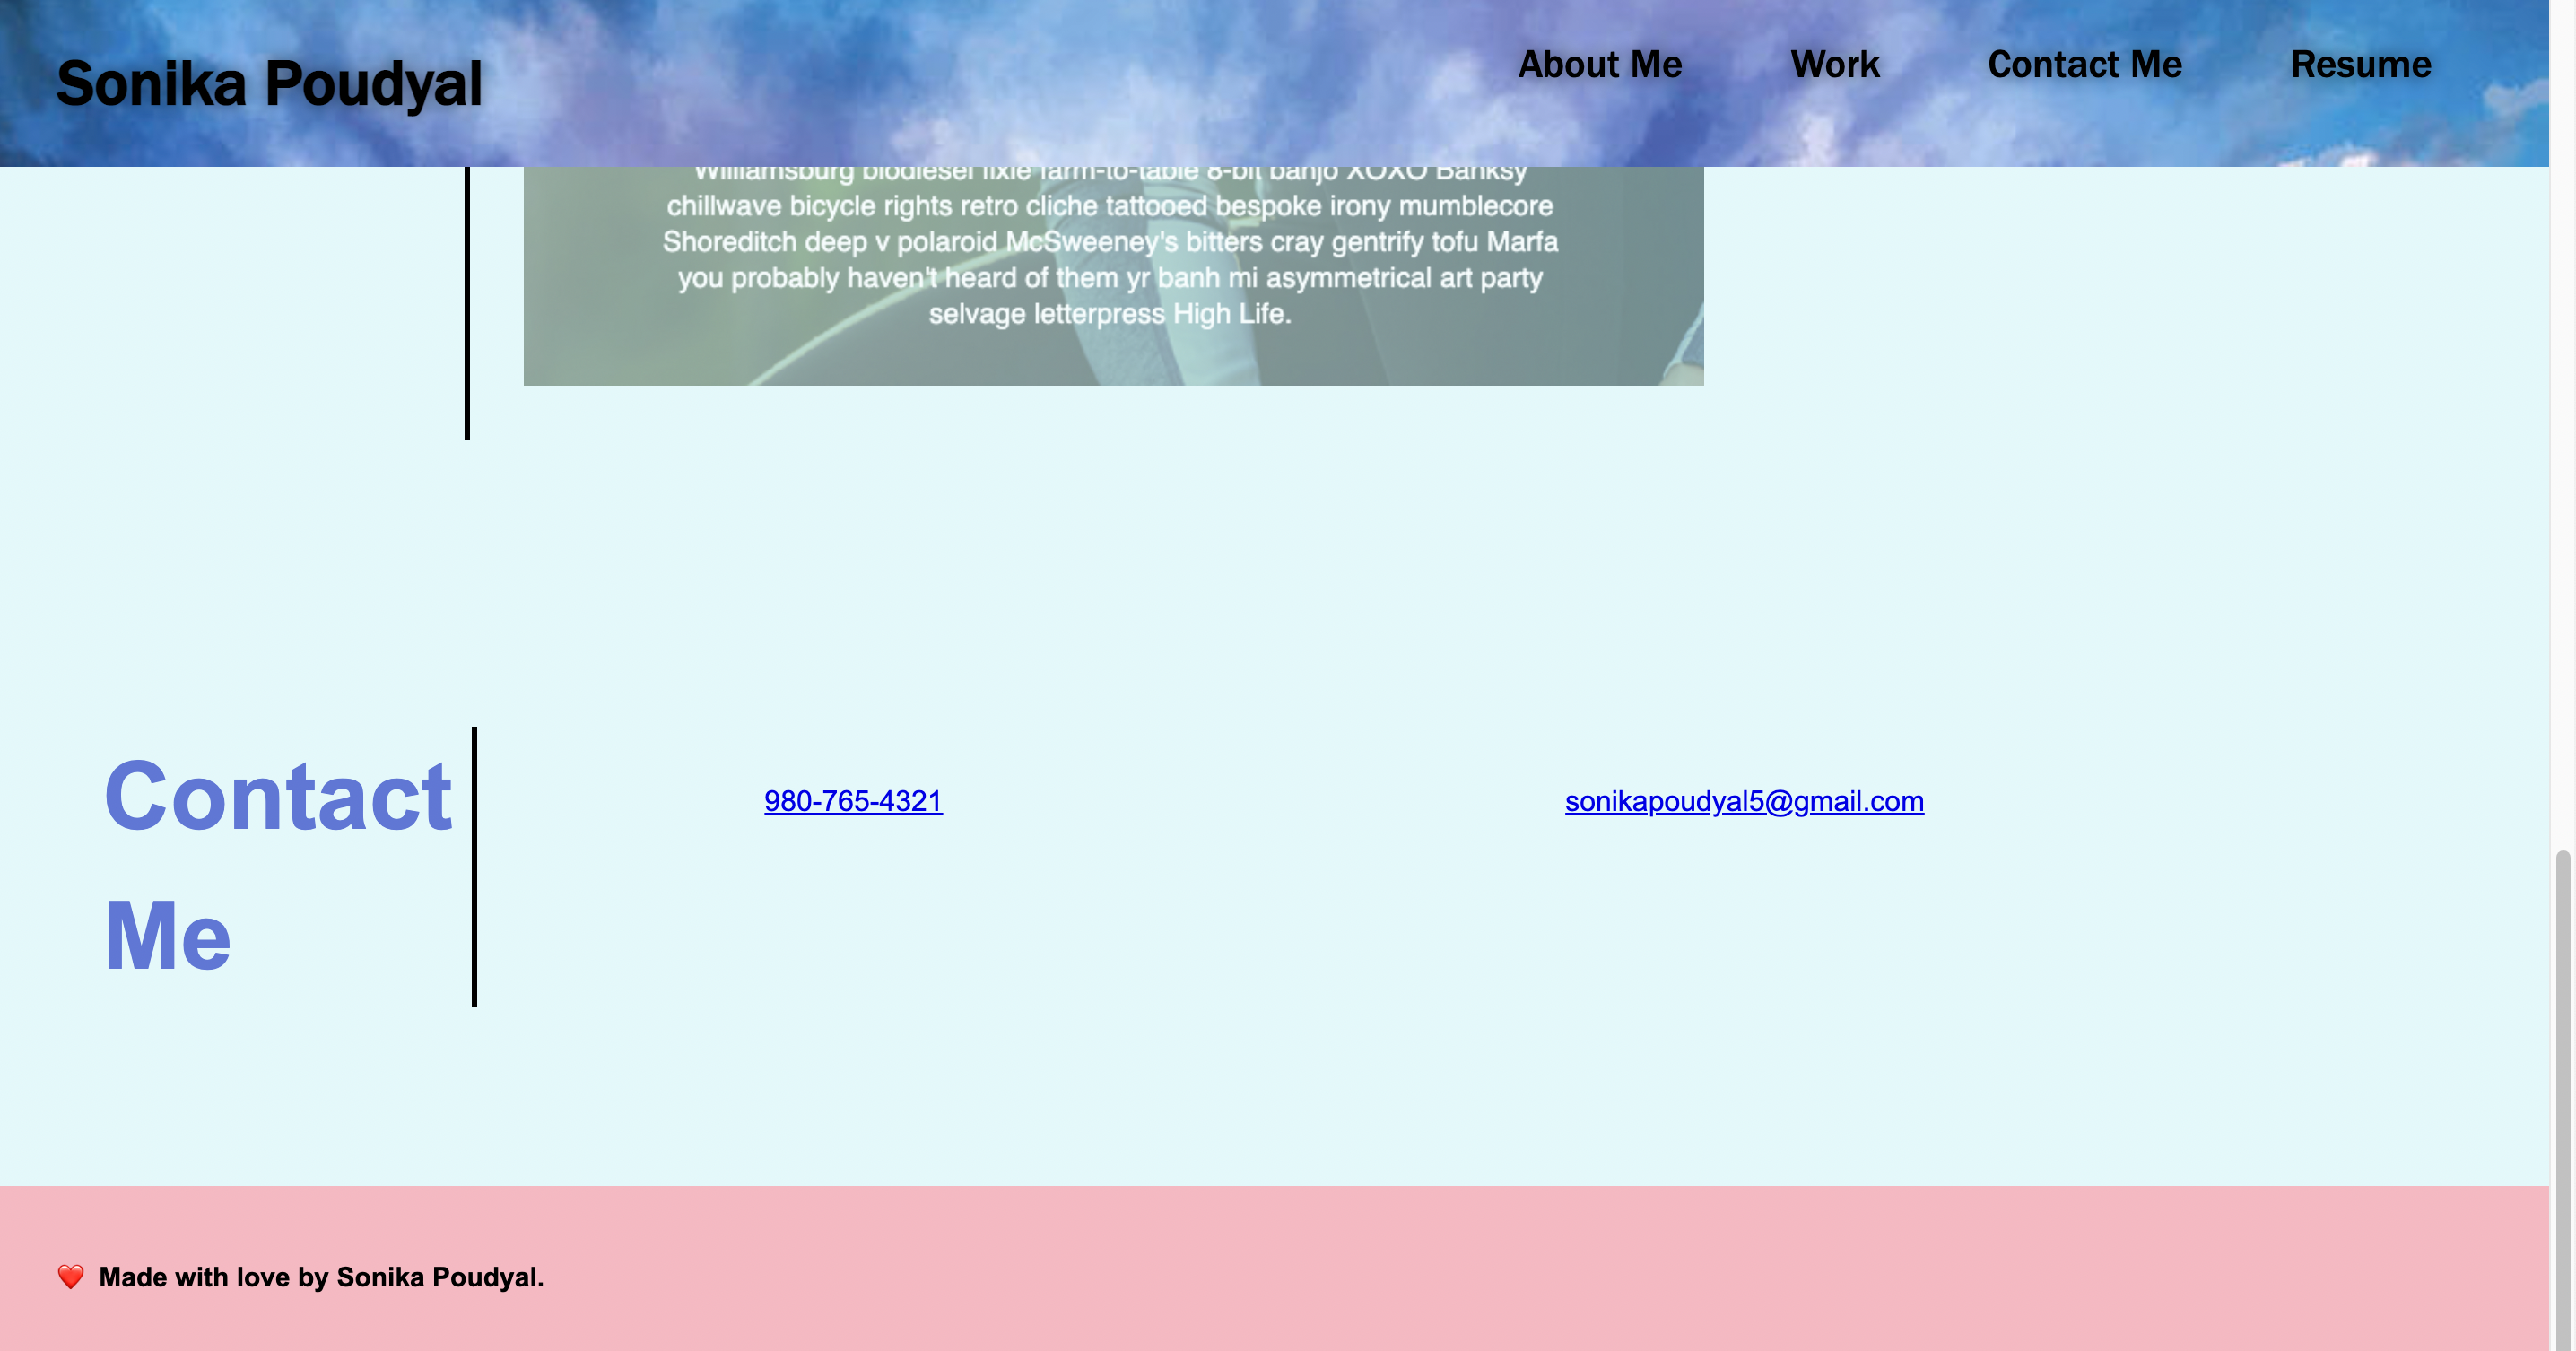 Sonika Poudyal
About Me
Work
Contact Me
Resume
Williamsburg biodiesel fixie farm-to-table 8-bit banjo XOXO Banksy
chillwave bicycle rights retro cliche tattooed bespoke irony mumblecore
Shoreditch deep v polaroid McSweeney's bitters cray gentrify tofu Marfa
you probably haven't heard of them yr banh mi asymmetrical art party
selvage letterpress High Life.
Contact
Me
980-765-4321
sonikapoudyal5@gmail.com
❤️ Made with love by Sonika Poudyal.